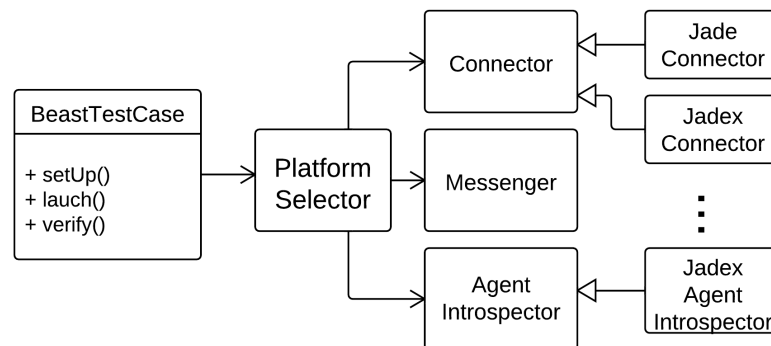 BeastTestCase
+ setUp()
+ lauch()
+ verify()
Platform
Selector
Connector
Messenger
Agent
Introspector
Jade
Connector
Jadex
Connector
Jadex
Agent
Introspector